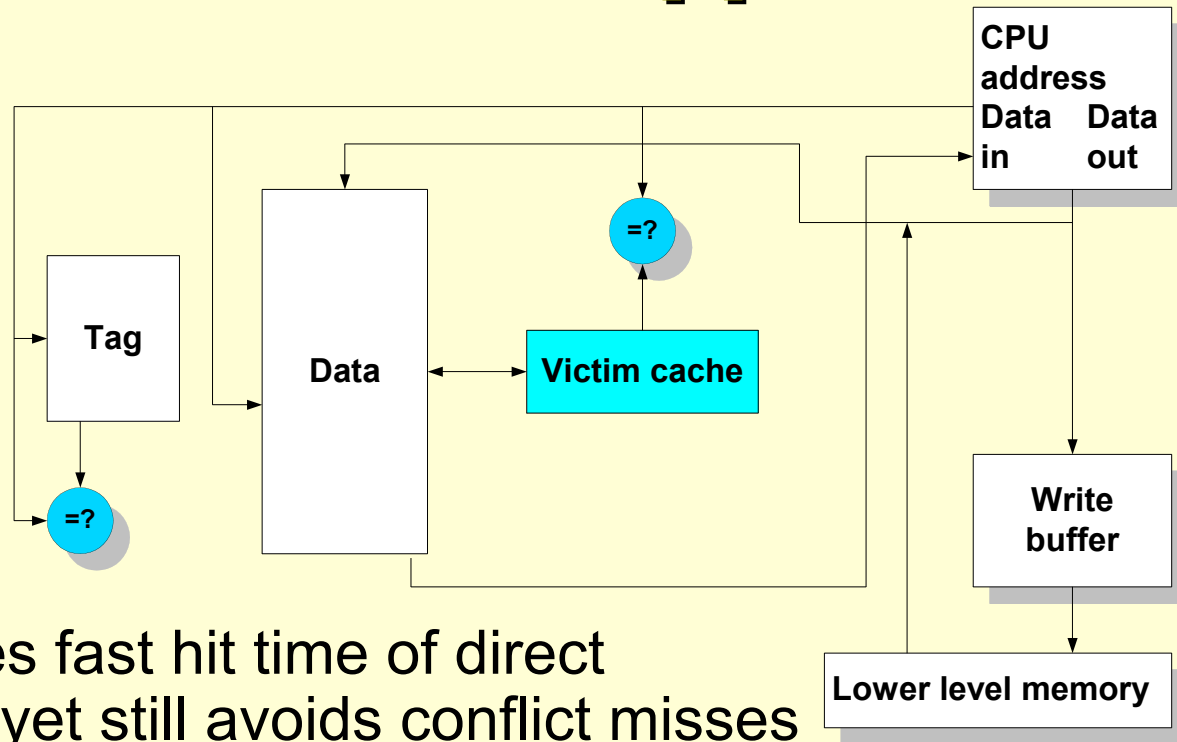 CPU
address
Data Data
in out
=?
Tag
Data
Victim cache
=?
Write
buffer
fast hit time of direct
yet still avoids conflict misses
Lower level memory